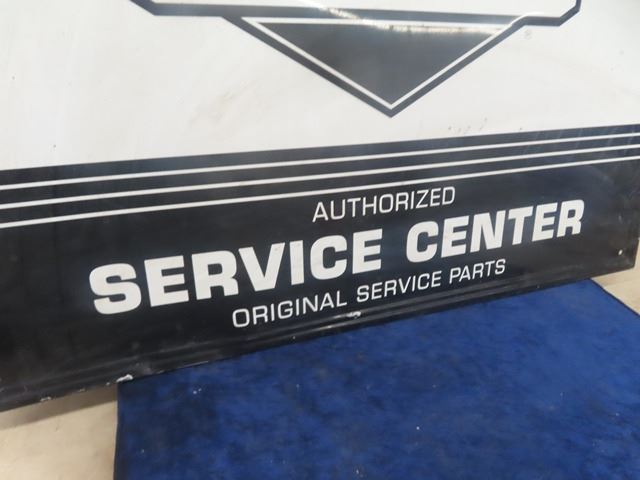 AUTHORIZED
SERVICE CENTER
ORIGINAL SERVICE PARTS
®